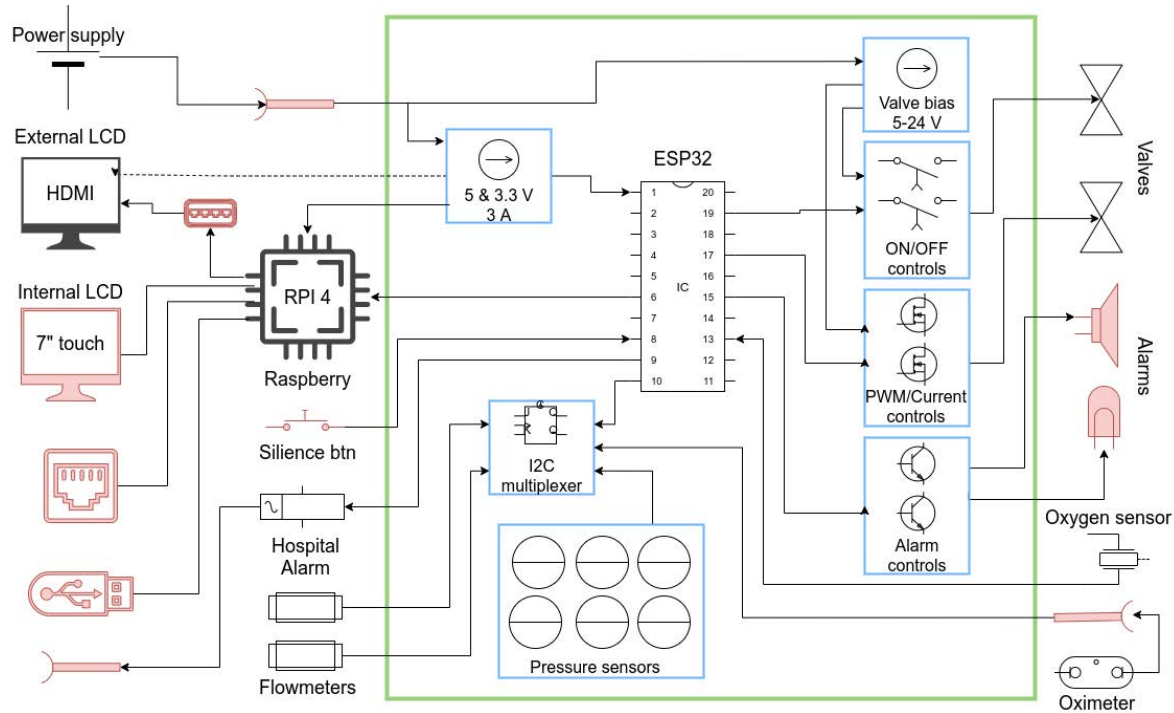 Power supply
External LCD
HDMI
Internal LCD
7" touch
RPI 4
Raspberry
Silience btn
Hospital
Alarm
Flowmeters
5 & 3.3 V
3 A
ESP32
1
2
3
4
5
6
7
8
9
10
IC
20
19
18
17
16
15
14
13
12
11
I2C
multiplexer
Pressure sensors
Valve bias
5-24 V
ON/OFF
controls
PWM/Current
controls
Alarm
controls
Valves
Alarms
Oxygen sensor
Oximeter